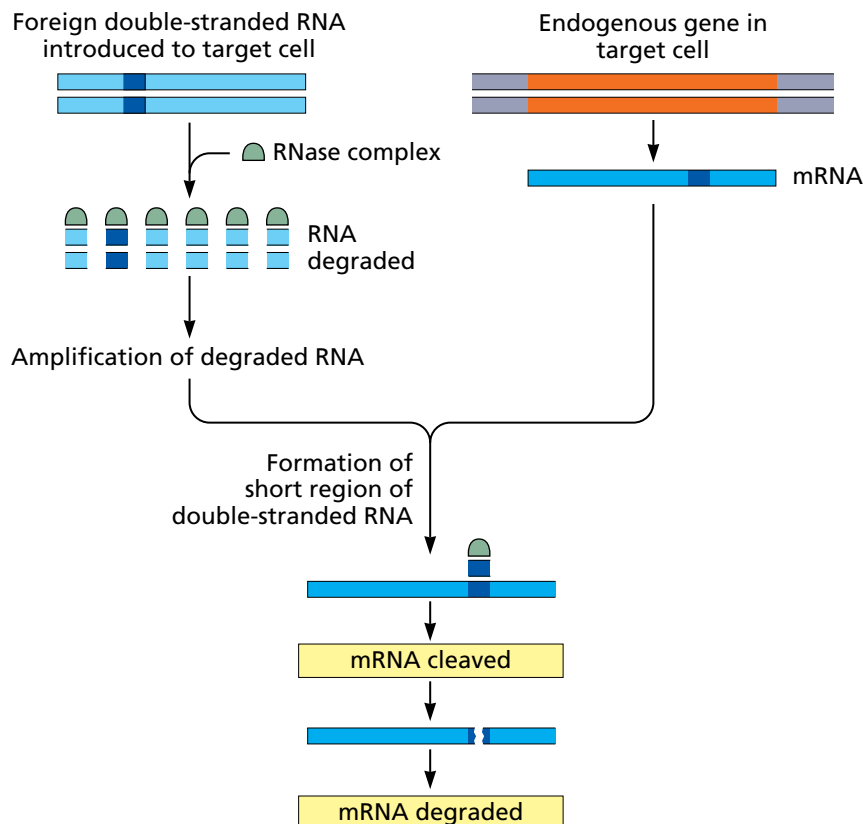 Foreign double-stranded RNA
introduced to target cell
Endogenous gene in
target cell
RNase complex
mRNA
RNA
degraded
Amplification of degraded RNA
Formation of
short region of
double-stranded RNA
mRNA cleaved
mRNA degraded